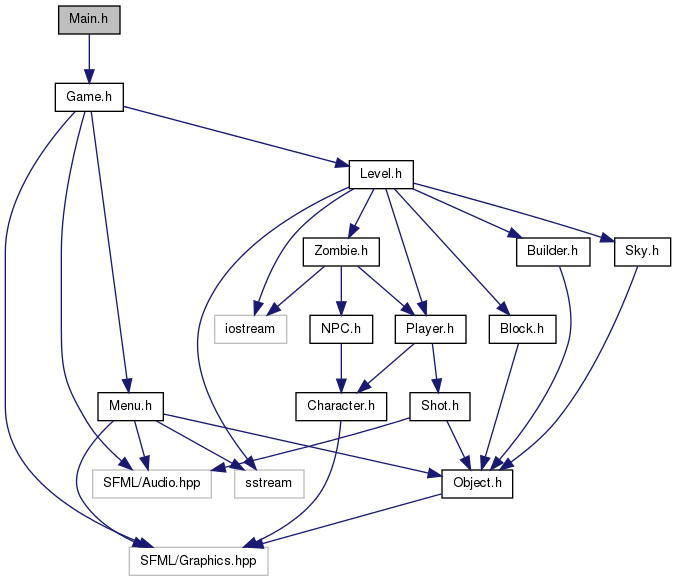 Main.h
Game.h
Level.h
Zombie.h
Builder.h
Sky.h
iostream
NPC.h
Player.h
Block.h
Menu.h
Character.h
Shot.h
SFML/Audio.hpp
sstream
Object.h
SFML/Graphics.hpp